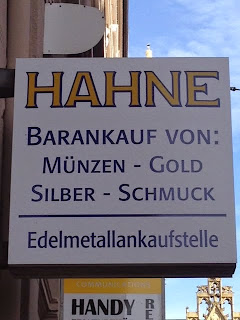 HAHNE
BARANKAUF VON:
MÜNZEN - GOLD
SILBER - SCHMUCK
Edelmetallankaufstelle
HANDY